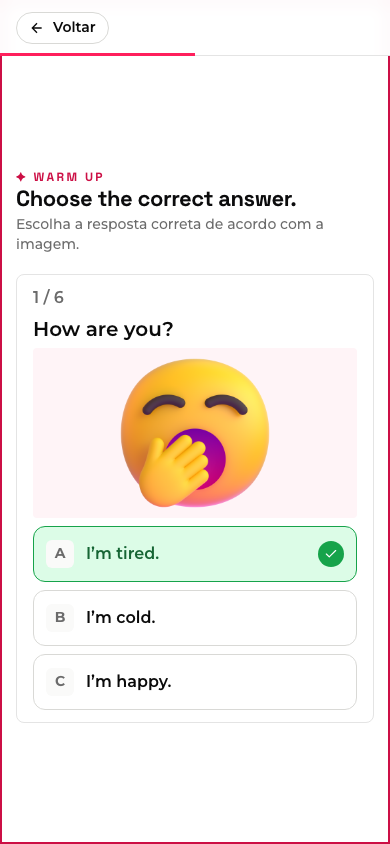 Voltar
WARM UP
Choose the correct answer.
Escolha a resposta correta de acordo com a
imagem.
1 / 6
How are you?
A I’m tired.
B I’m cold.
C I’m happy.